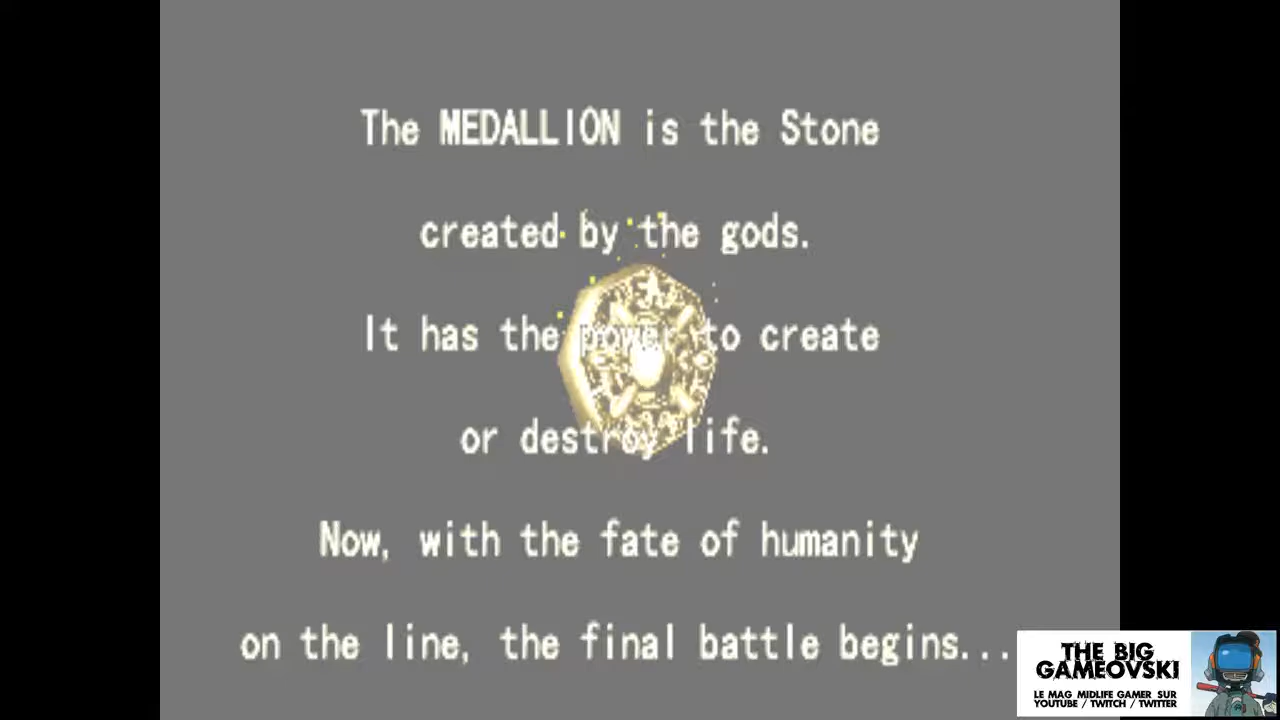 The MEDALLION is the Stone
created by the gods.
It has the power to create
or destroy life.
Now, with the fate of humanity
on the line, the final battle begins...
THE BIG
GAMEOVSKI
LE MAG MIDLIFE GAMER SUR
YOUTUBE / TWITCH / TWITTER